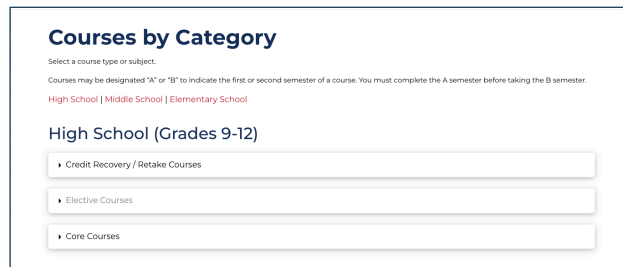 Courses by Category
Select a course type or subject.
Courses may be designated “A” or “B” to indicate the first or second semester of a course. You must complete the A semester before taking the B semester.
High School | Middle School | Elementary School
High School (Grades 9-12)
Credit Recovery / Retake Courses
Elective Courses
Core Courses